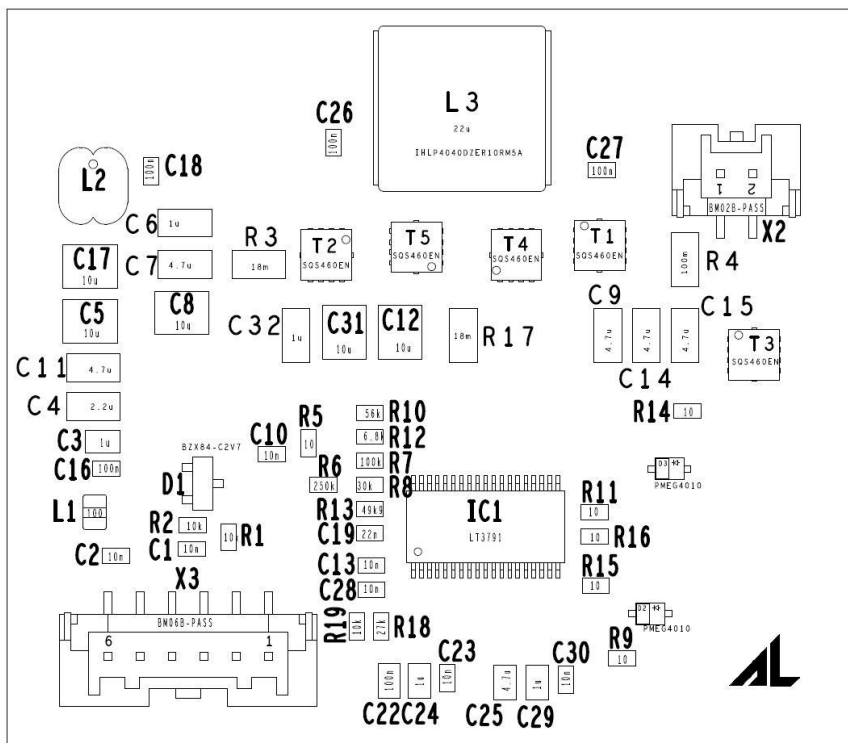 L3
22u
IHLP4040DZER10RM5A
C26
100n
C27
100n
L2
100n
C18
1
2
BM02B-PASS
X2
C6
1u
C17
10u
C7
4.7u
R3
18m
T2
SQS460EN
T5
SQS460EN
T4
SQS460EN
T1
SQS460EN
100m
R4
C5
10u
C8
10u
C32
1u
C31
10u
C12
10u
18m
R17
C9
4.7u
4.7u
C14
4.7u
C15
T3
SQS460EN
C11
4.7u
C4
2.2u
C3
1u
C16
100n
BZX84-C2V7
D1
C10
10n
R5
10
56k
R10
6.8k
R12
100k
R7
R6
250k
30k
R8
R13
49k9
C19
22n
C13
10n
C28
10n
R14
10
D3
PMEG4010
IC1
LT3791
R11
10
10
R16
R15
10
L1
100
R2
10k
10k
R1
C2
10n
C1
10n
X3
BM06B-PASS
6
1
R19
10k
27k
R18
D2
PMEG4010
R9
10
C22
100n
C24
1u
C23
10n
C25
4.7u
C29
1u
C30
10n
AL